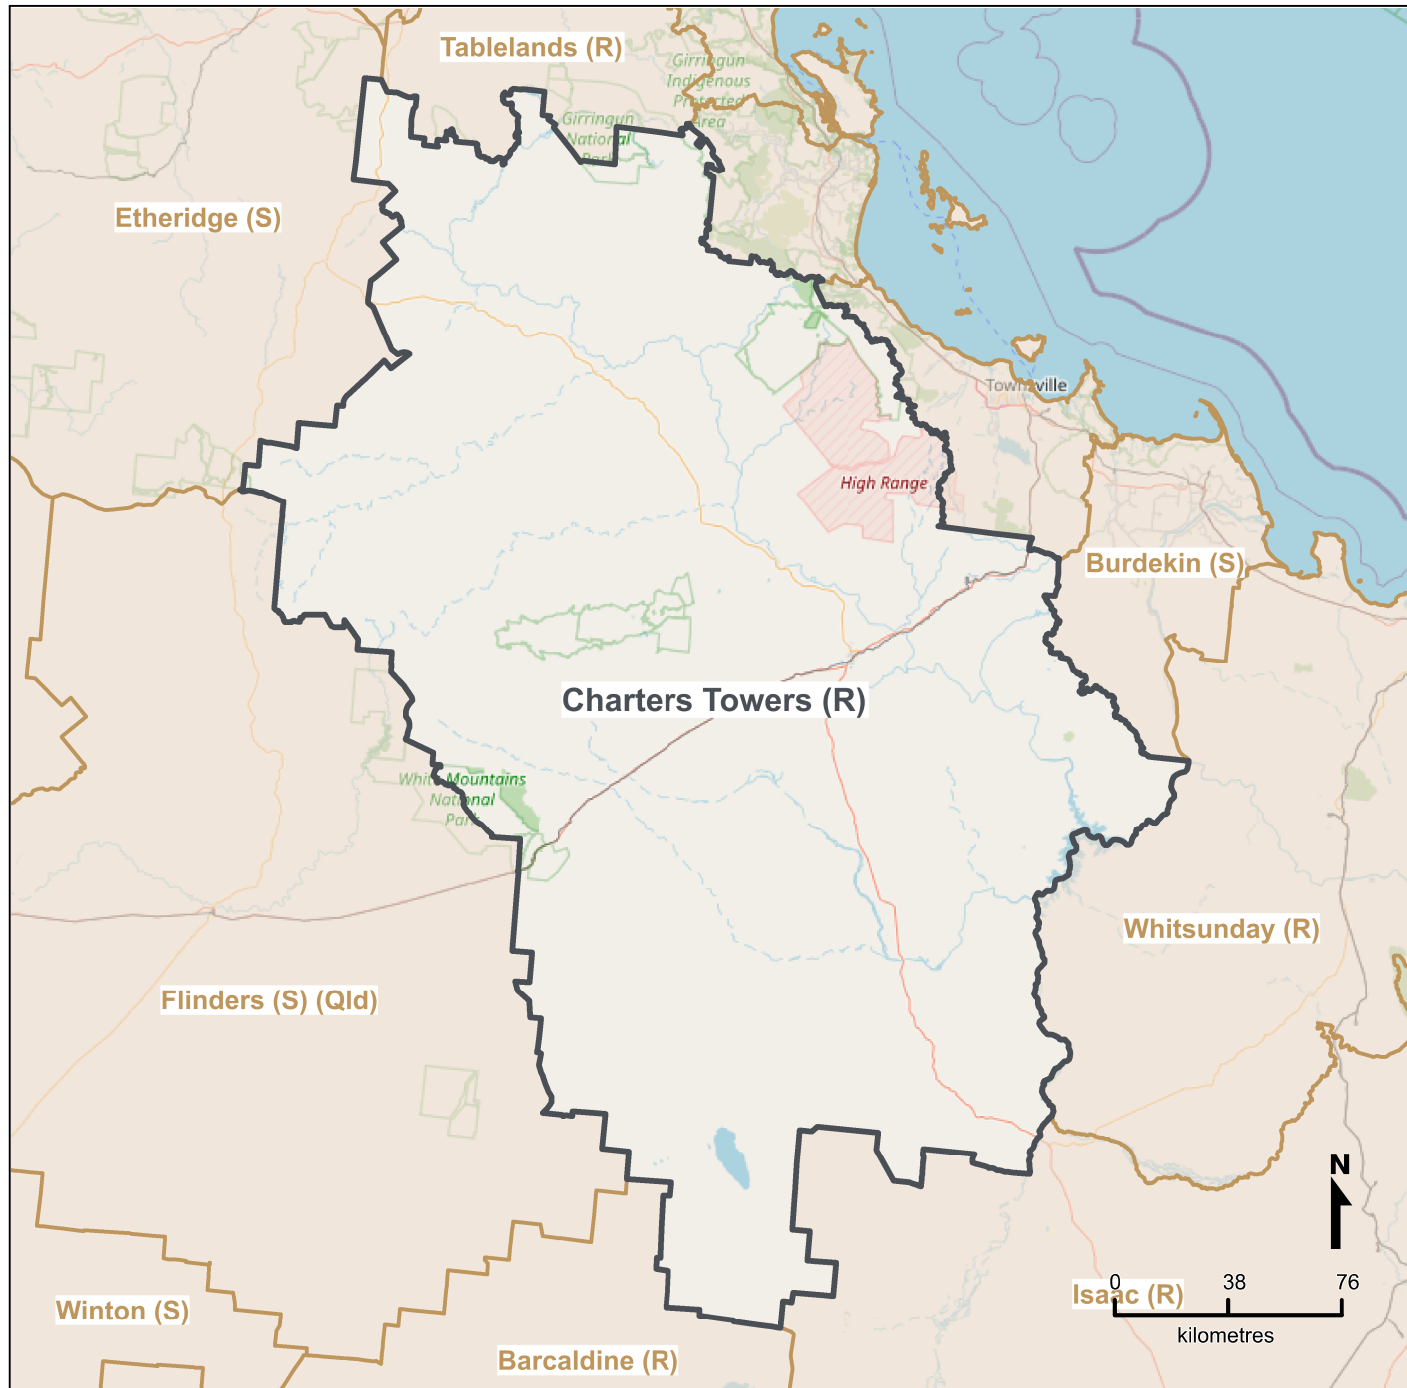 Tablelands (R)
Girringun
Indigenous
Protected
Area
Girringun
National
Park
Etheridge (S)
Townsville
High Range
Burdekin (S)
Charters Towers (R)
White Mountains
National
Park
Whitsunday (R)
Flinders (S) (Qld)
N
Isaac (R)
0 38 76
kilometres
Winton (S)
Barcaldine (R)